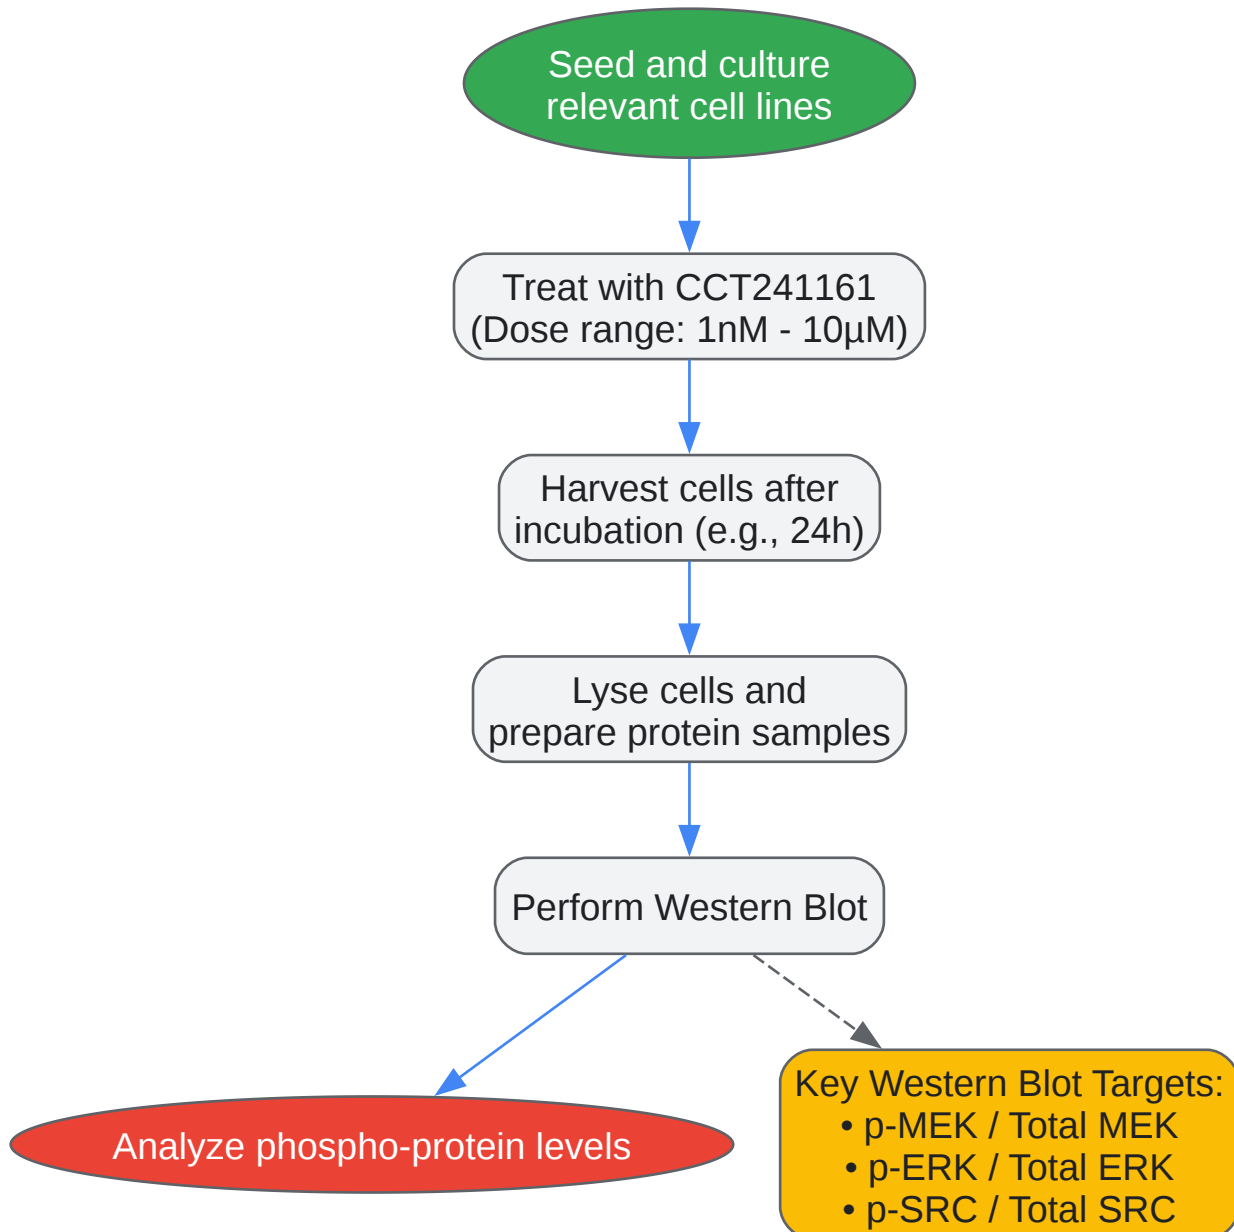 Seed and culture
relevant cell lines
Treat with CCT241161
(Dose range: 1nM - 10µM)
Harvest cells after
incubation (e.g., 24h)
Lyse cells and
prepare protein samples
Perform Western Blot
Analyze phospho-protein levels
Key Western Blot Targets:
• p-MEK / Total MEK
• p-ERK / Total ERK
• p-SRC / Total SRC